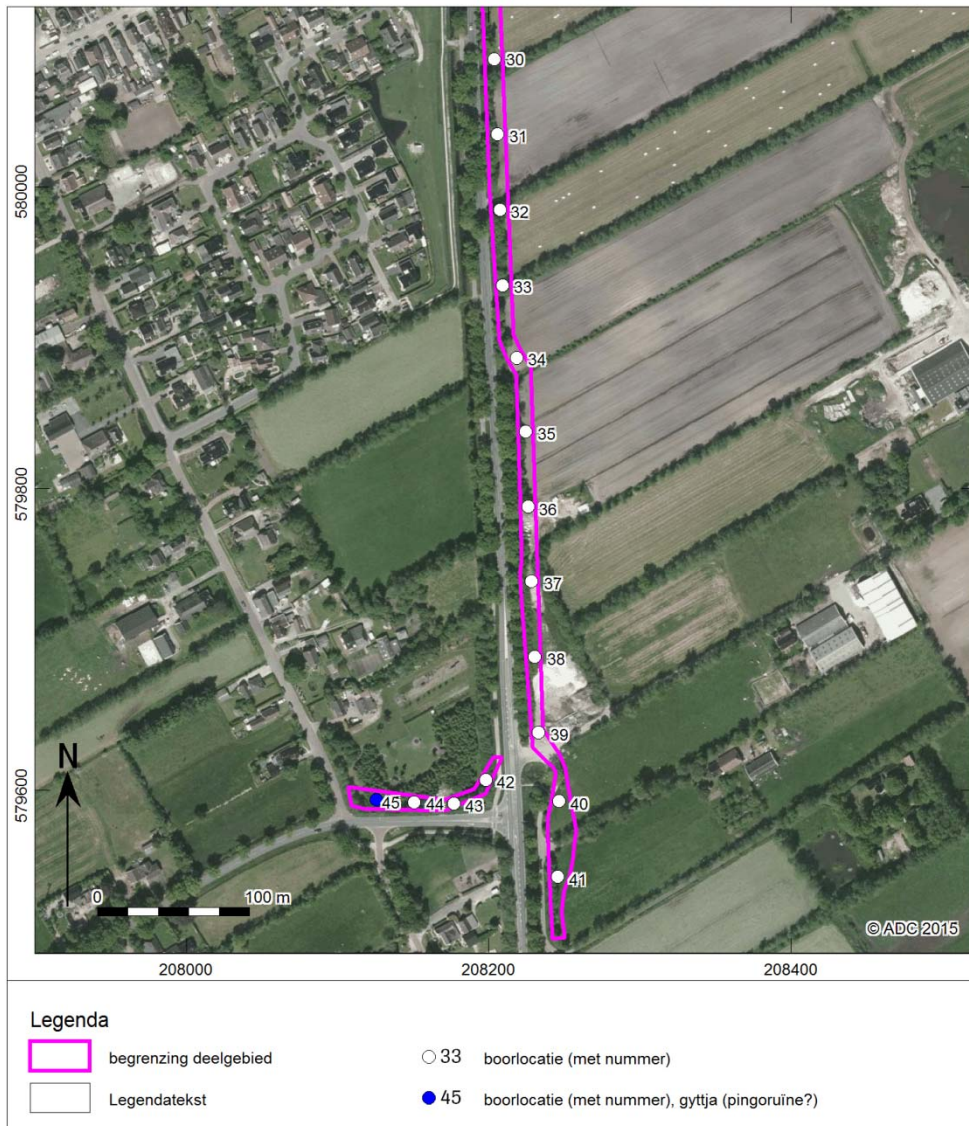 30
31
580000
32
33
34
35
579800
36
37
38
39
N
42
579600
45
44
43
40
0
100 m
41
© ADC 2015
208000
208200
208400
Legenda
begrenzing deelgebied
33 boorlocatie (met nummer)
Legendatekst
45 boorlocatie (met nummer), gyttja (pingoruïne?)